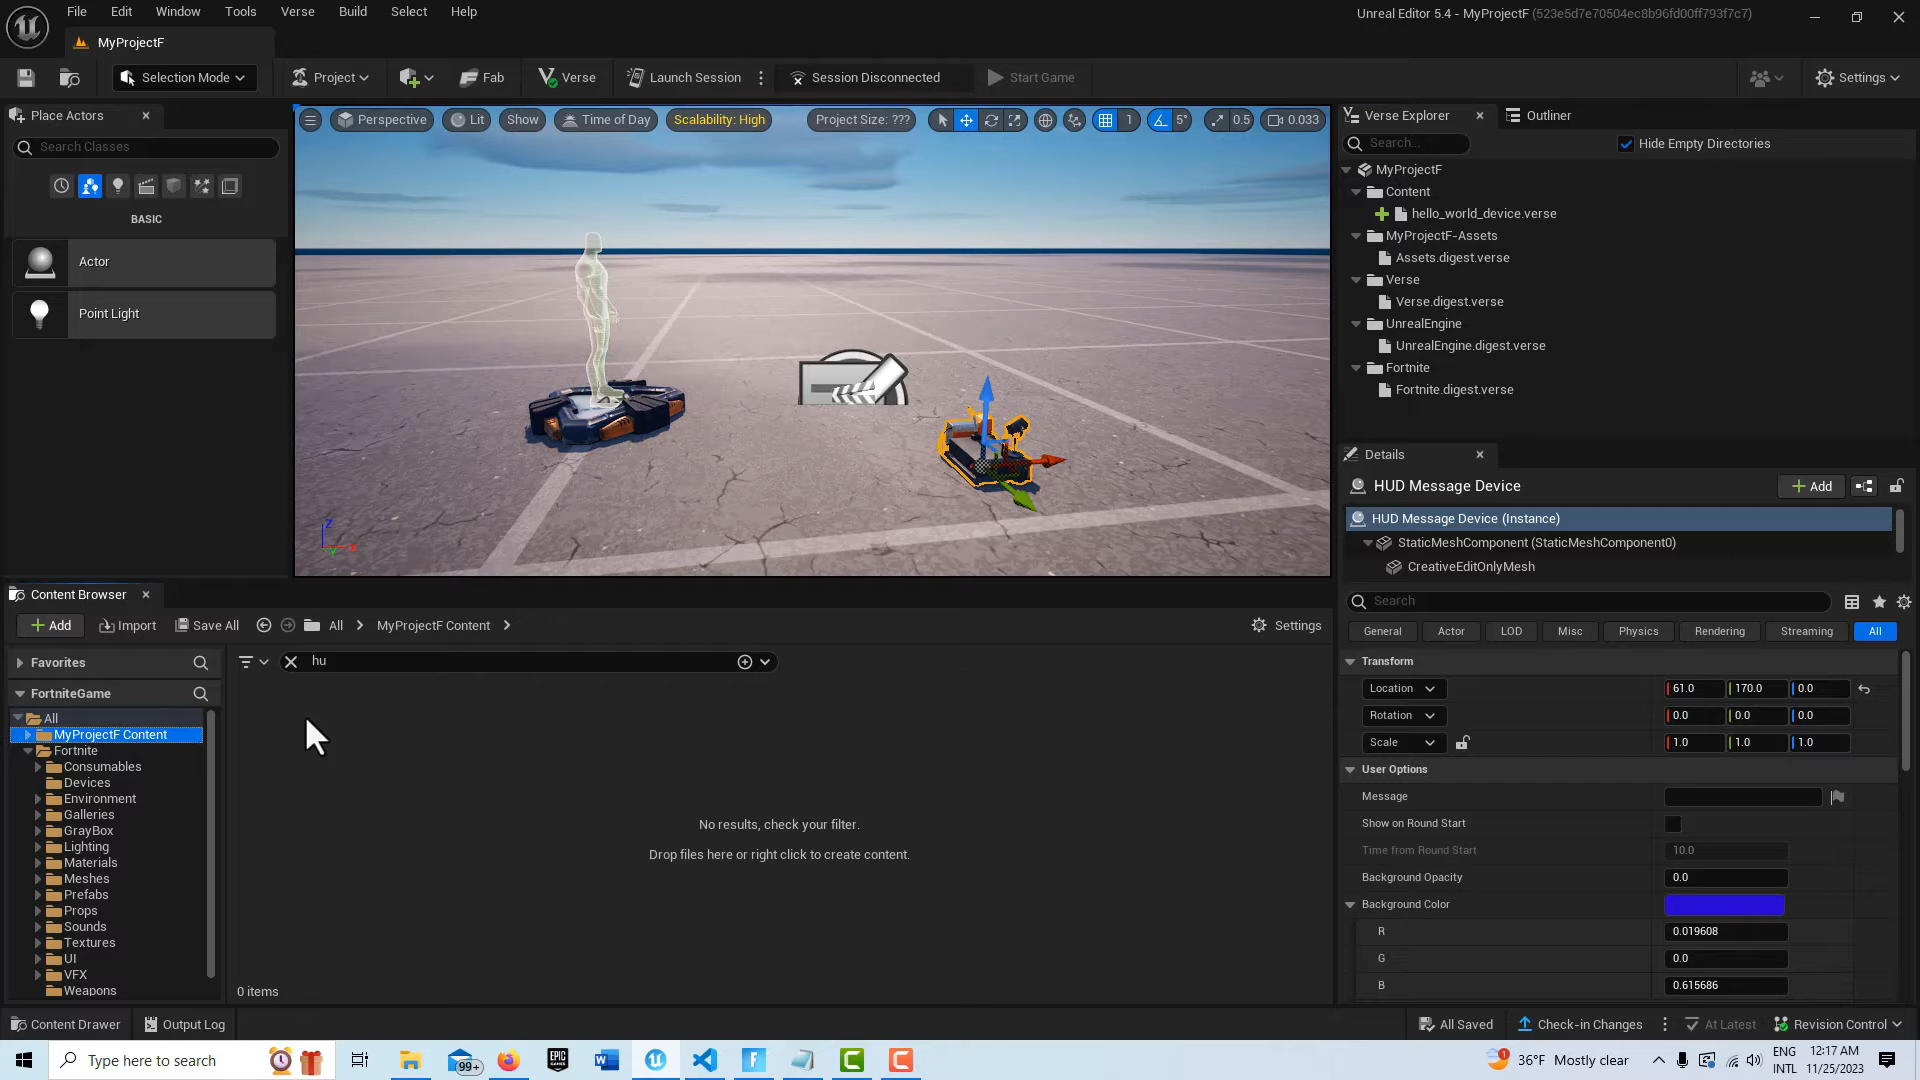 File Edit Window Tools Verse Build Select Help
Unreal Editor 5.4 - MyProjectF (523e5d7e70504ec8b96fd00ff793f7c7)
MyProjectF
Selection Mode
Project
Fab
Verse
Launch Session
Session Disconnected
Start Game
Settings
Place Actors
Search Classes
BASIC
Actor
Point Light
Perspective
Lit
Show
Time of Day
Scalability: High
Project Size: ???
1
5°
0.5
0.033
Z
X
Y
Verse Explorer
Outliner
Search...
Hide Empty Directories
MyProjectF
Content
hello_world_device.verse
MyProjectF-Assets
Assets.digest.verse
Verse
Verse.digest.verse
UnrealEngine
UnrealEngine.digest.verse
Fortnite
Fortnite.digest.verse
Details
HUD Message Device
Add
HUD Message Device (Instance)
StaticMeshComponent (StaticMeshComponent0)
CreativeEditOnlyMesh
Search
General Actor LOD Misc Physics Rendering Streaming All
Transform
Location 61.0 170.0 0.0
Rotation 0.0 0.0 0.0
Scale 1.0 1.0 1.0
User Options
Message
Show on Round Start
Time from Round Start 10.0
Background Opacity 0.0
Background Color
R 0.019608
G 0.0
B 0.615686
Content Browser
Add
Import
Save All
All
MyProjectF Content
Settings
Favorites
hu
FortniteGame
All
MyProjectF Content
Fortnite
Consumables
Devices
Environment
Galleries
GrayBox
Lighting
Materials
Meshes
Prefabs
Props
Sounds
Textures
UI
VFX
Weapons
No results, check your filter.
Drop files here or right click to create content.
0 items
Content Drawer
Output Log
All Saved
Check-in Changes
At Latest
Revision Control
Type here to search
99+
EPIC GAMES
1
36°F Mostly clear
ENG
INTL
12:17 AM
11/25/2023